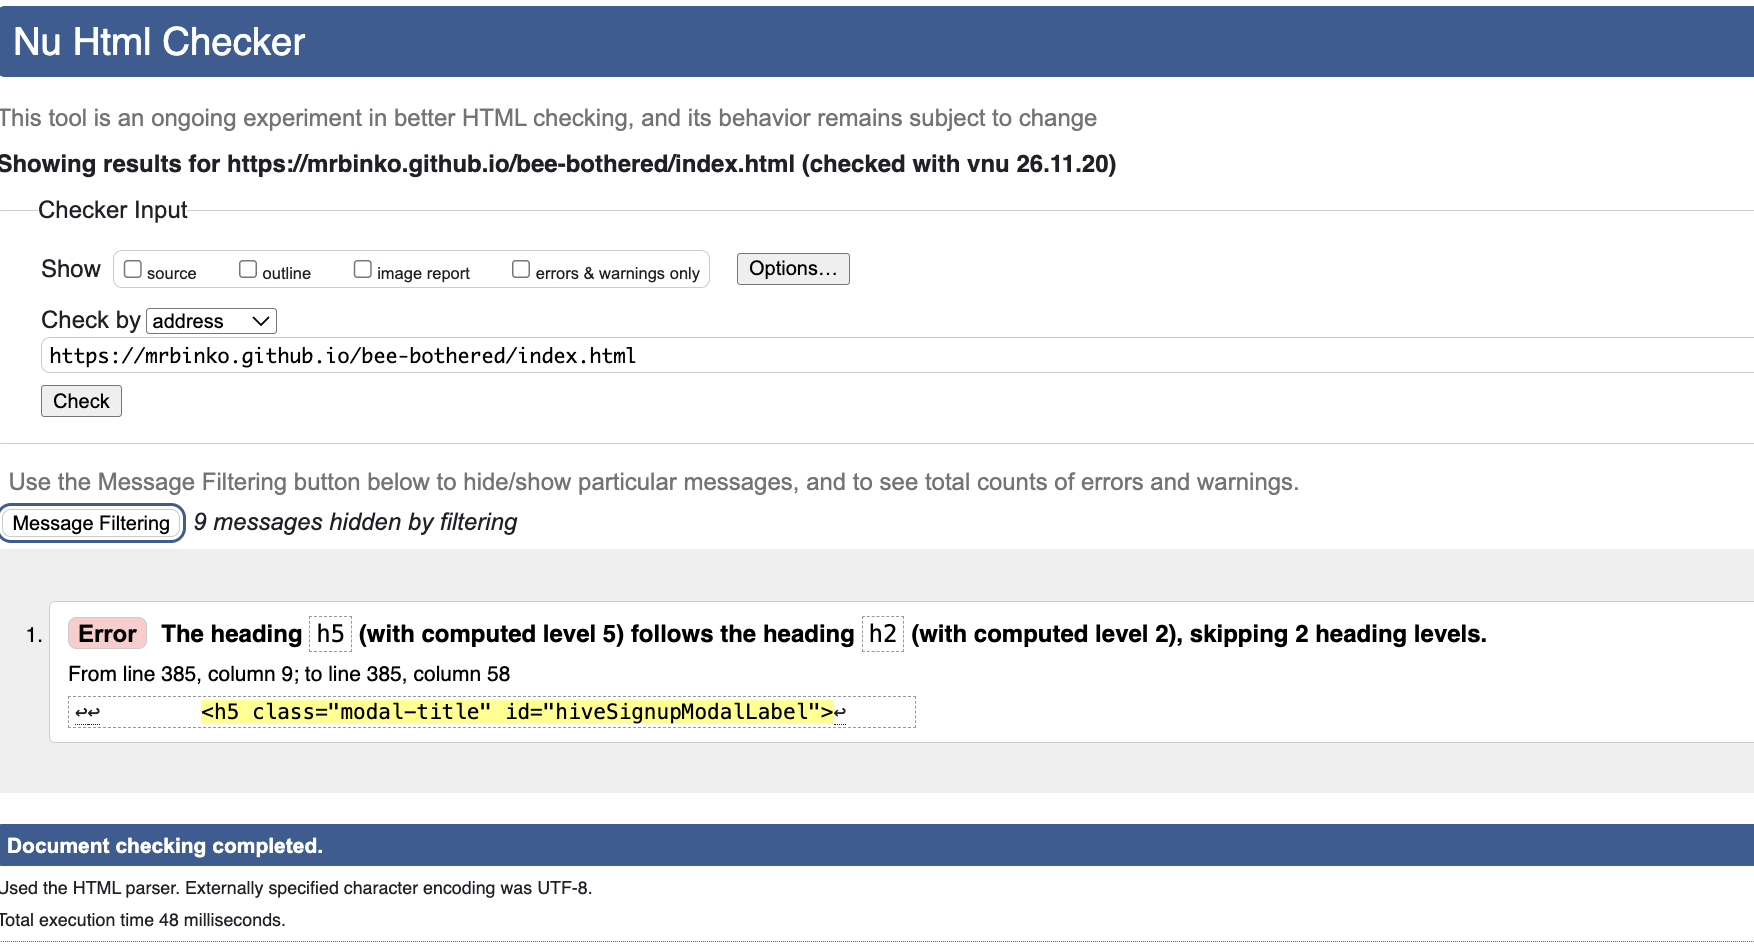 Nu Html Checker
This tool is an ongoing experiment in better HTML checking, and its behavior remains subject to change
Showing results for https://mrbinko.github.io/bee-bothered/index.html (checked with vnu 26.11.20)
Checker Input
Show source outline image report errors & warnings only Options…
Check by address
https://mrbinko.github.io/bee-bothered/index.html
Check
Use the Message Filtering button below to hide/show particular messages, and to see total counts of errors and warnings.
Message Filtering 9 messages hidden by filtering
1. Error The heading h5 (with computed level 5) follows the heading h2 (with computed level 2), skipping 2 heading levels.
From line 385, column 9; to line 385, column 58
↩↩ <h5 class="modal-title" id="hiveSignupModalLabel">↩
Document checking completed.
Used the HTML parser. Externally specified character encoding was UTF-8.
Total execution time 48 milliseconds.